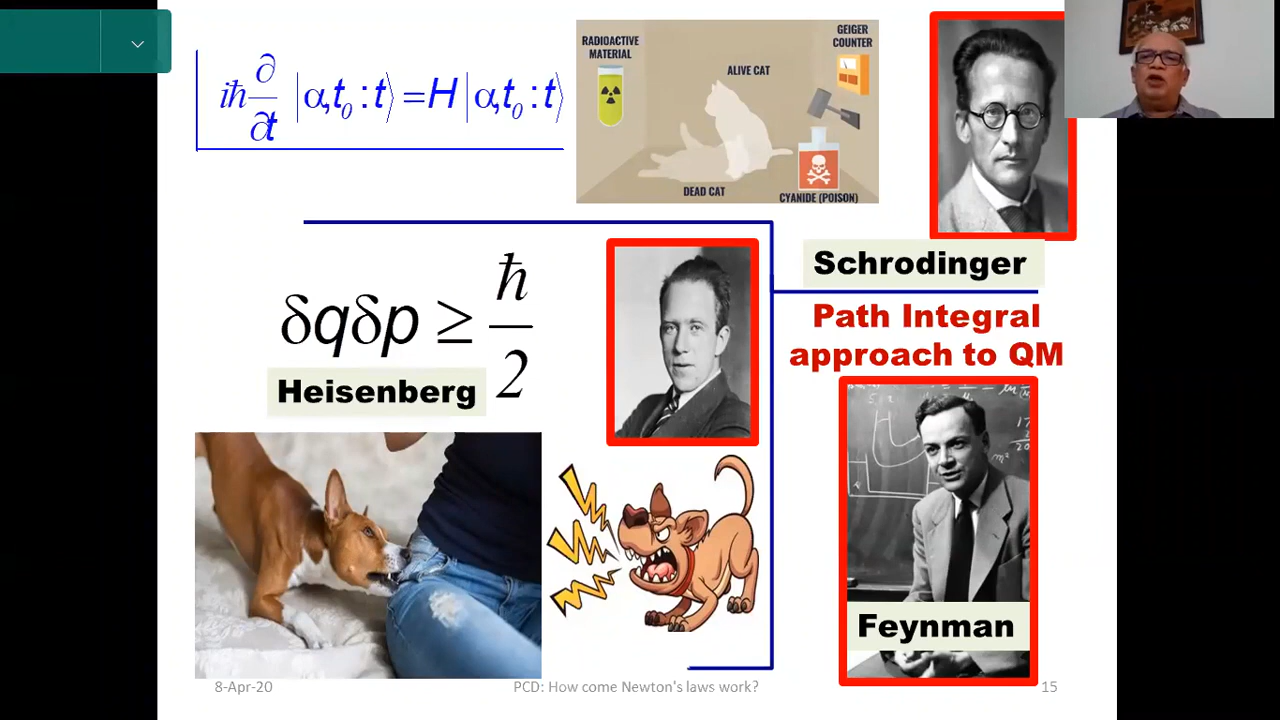 iħ ∂/∂t |α,t₀ : t⟩ = H |α,t₀ : t⟩
RADIOACTIVE
MATERIAL
ALIVE CAT
GEIGER
COUNTER
DEAD CAT
CYANIDE (POISON)
Schrodinger
δqδp ≥ ħ/2
Heisenberg
Path Integral
approach to QM
Feynman
8-Apr-20
PCD: How come Newton's laws work?
15